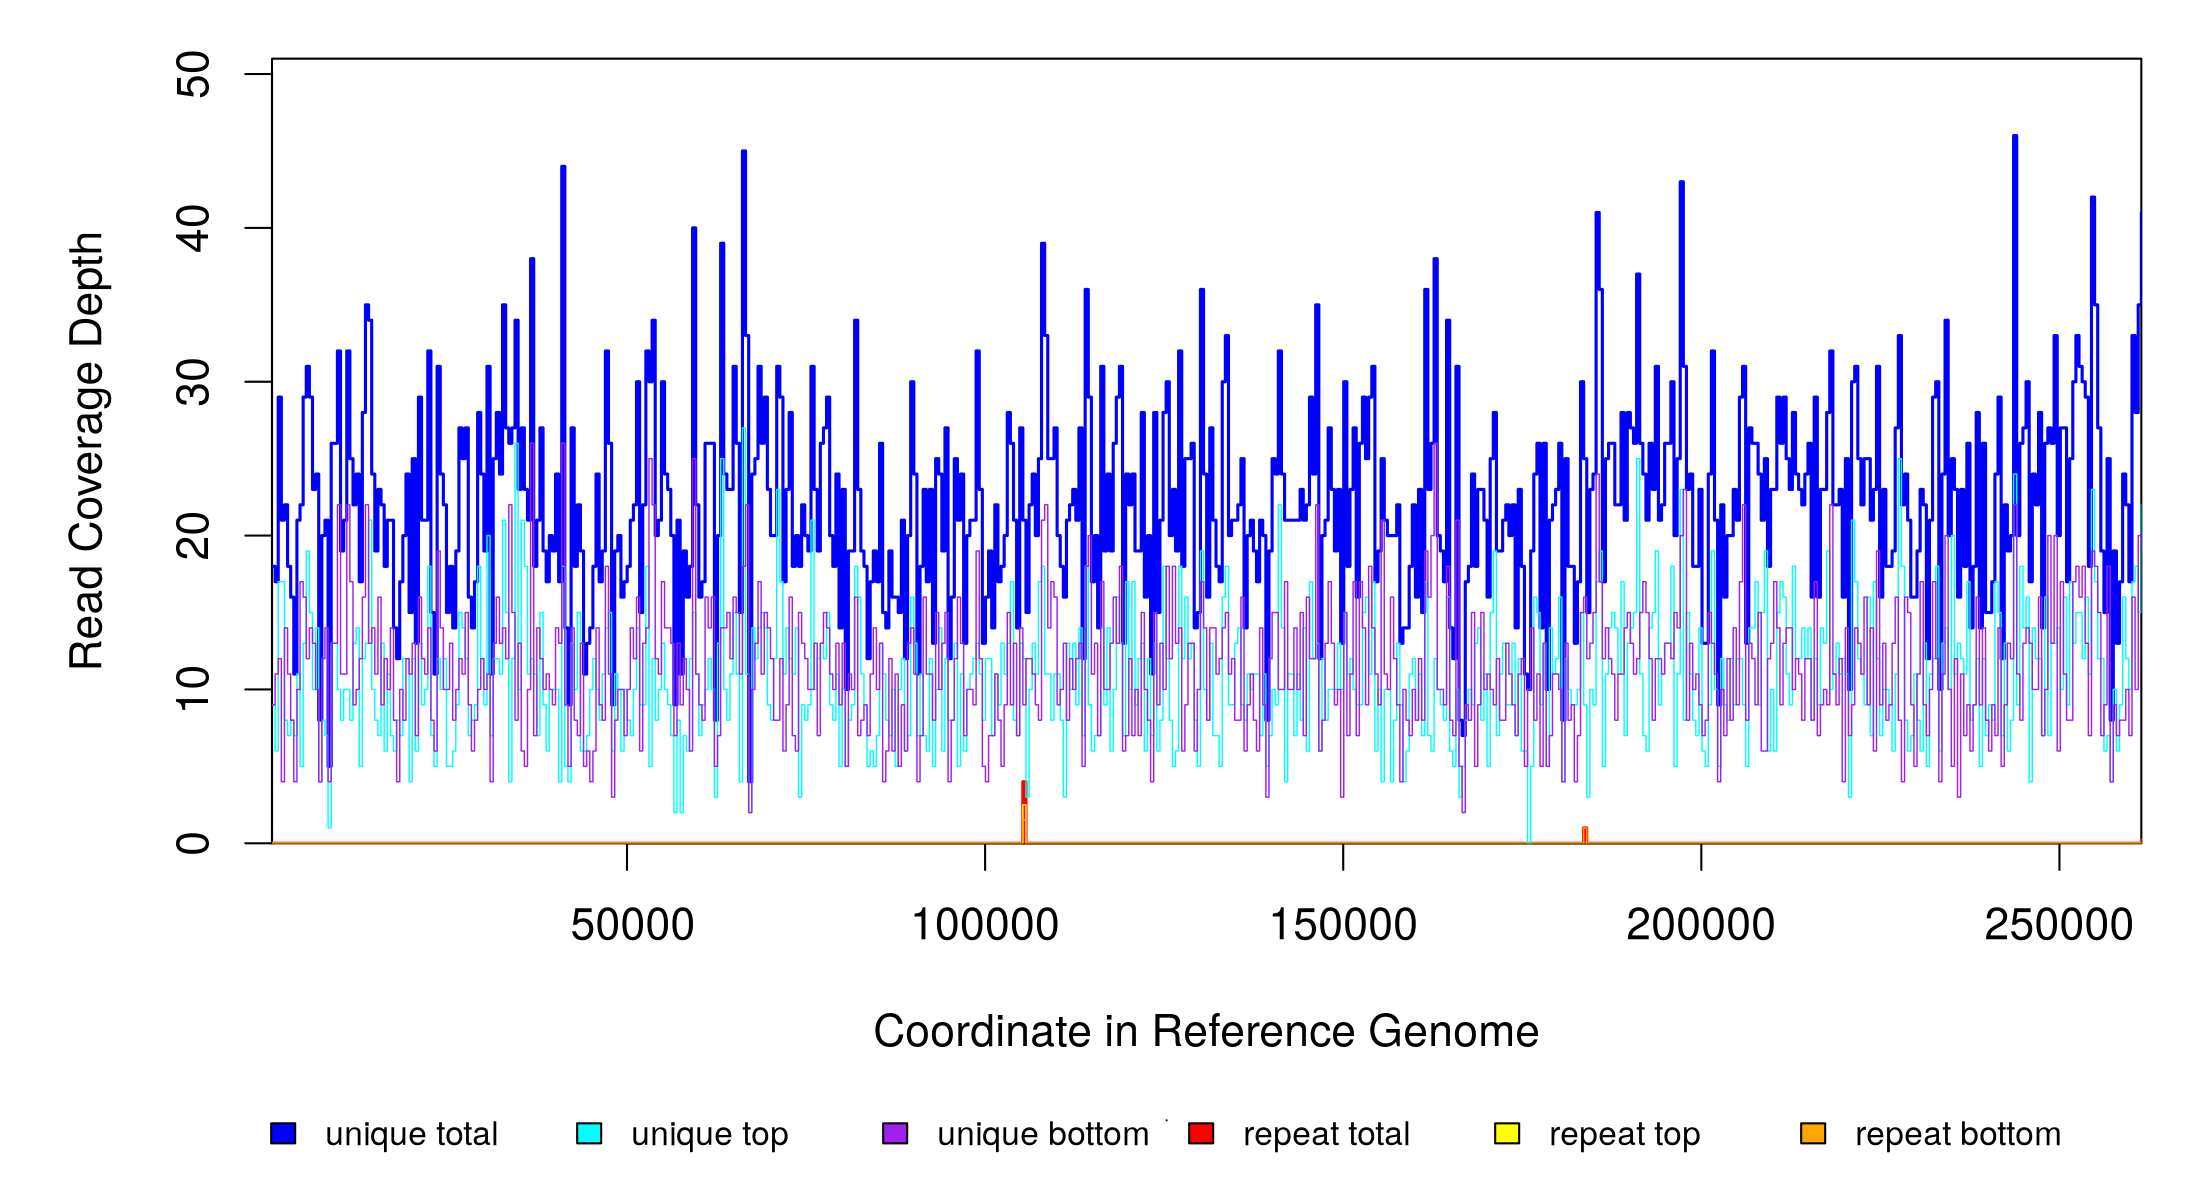 Read Coverage Depth
50
40
30
20
10
0
50000 100000 150000 200000 250000
Coordinate in Reference Genome
unique total unique top unique bottom repeat total repeat top repeat bottom